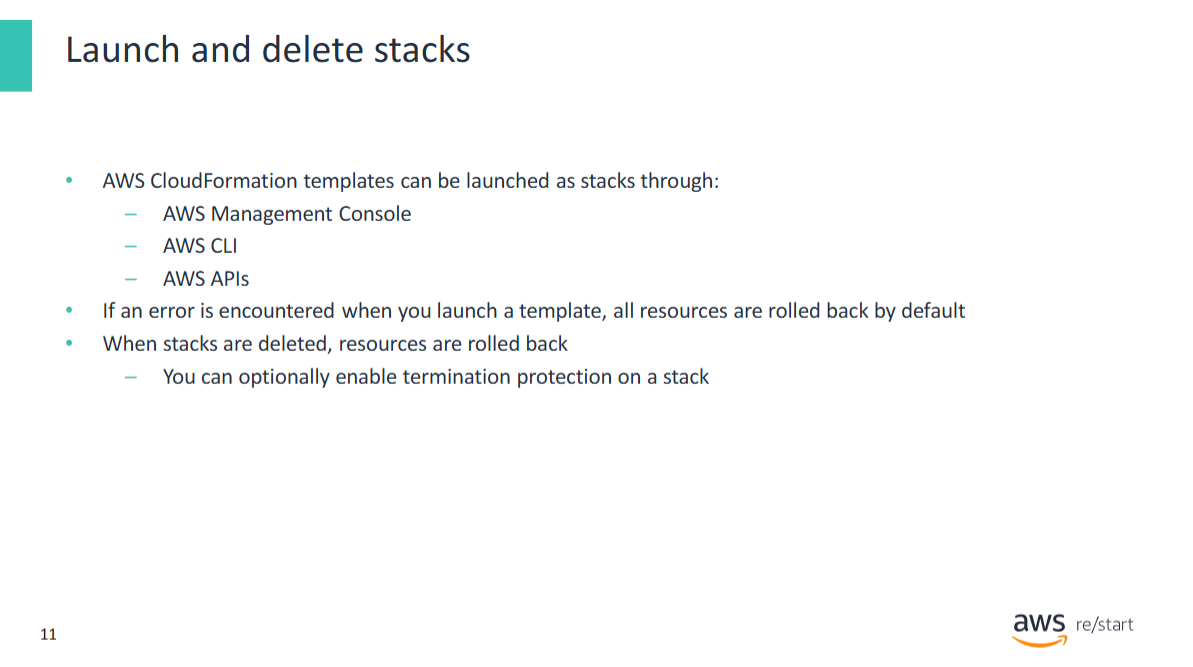 Launch and delete stacks
• AWS CloudFormation templates can be launched as stacks through:
– AWS Management Console
– AWS CLI
– AWS APIs
• If an error is encountered when you launch a template, all resources are rolled back by default
• When stacks are deleted, resources are rolled back
– You can optionally enable termination protection on a stack
11
aws re/start